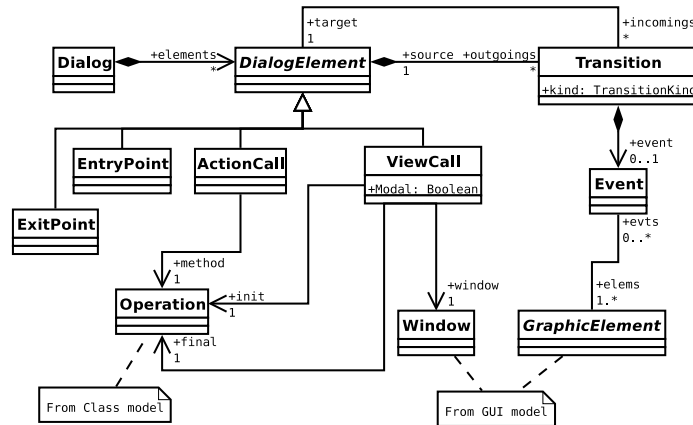 +target
1
+incomings
*
Dialog
+elements
*
DialogElement
+source
1
+outgoings
*
Transition
+kind: TransitionKind
+event
0..1
EntryPoint
ActionCall
ViewCall
+Modal: Boolean
Event
ExitPoint
+evts
0..*
+method
1
+init
1
+window
1
+elems
1..*
Operation
Window
GraphicElement
+final
1
From Class model
From GUI model